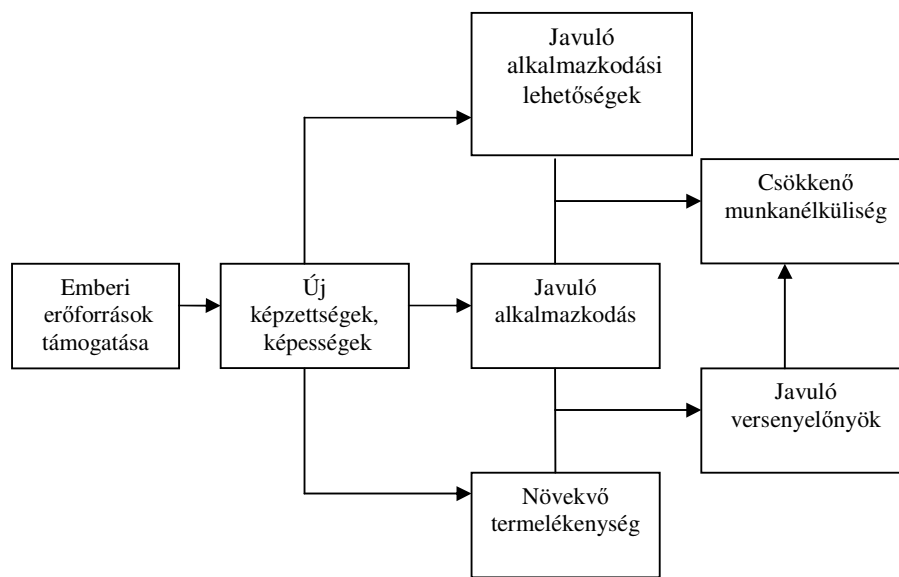 Javuló
alkalmazkodási
lehetőségek
Csökkenő
munkanélküliség
Emberi
erőforrások
támogatása
Új
képzettségek,
képességek
Javuló
alkalmazkodás
Javuló
versenyelőnyök
Növekvő
termelékenység